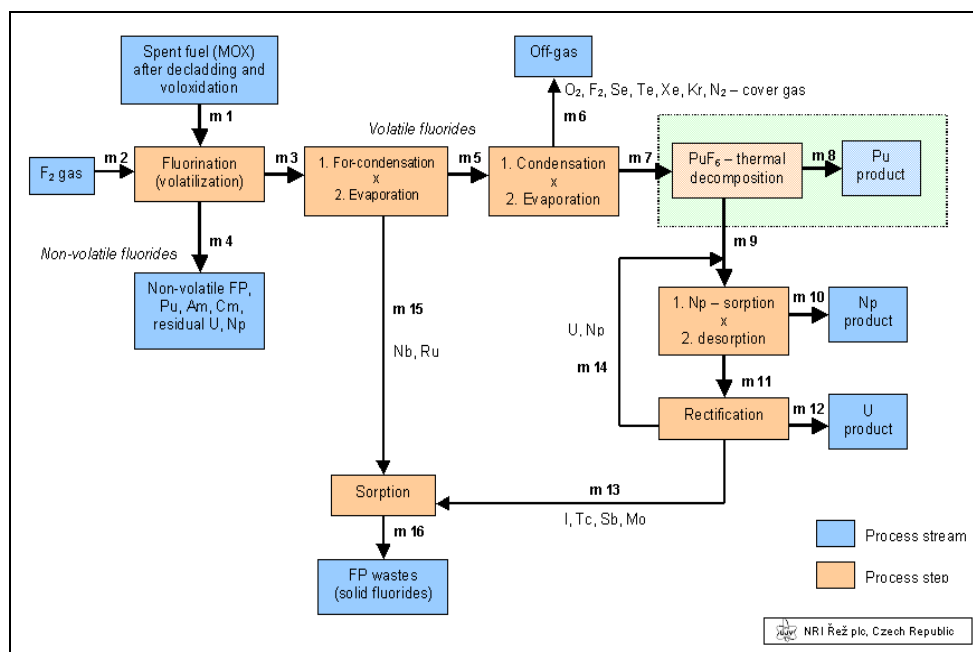 Spent fuel (MOX)
after decladding and
voloxidation
Off-gas
O₂, F₂, Se, Te, Xe, Kr, N₂ – cover gas
m 1
m 6
Volatile fluorides
F₂ gas
m 2
Fluorination
(volatilization)
m 3
1. For-condensation
x
2. Evaporation
m 5
1. Condensation
x
2. Evaporation
m 7
PuF₆ – thermal
decomposition
m 8
Pu
product
m 4
Non-volatile fluorides
m 9
Non-volatile FP,
Pu, Am, Cm,
residual U, Np
m 15
Nb, Ru
U, Np
m 14
1. Np – sorption
x
2. desorption
m 10
Np
product
m 11
Rectification
m 12
U
product
Sorption
m 13
I, Tc, Sb, Mo
m 16
FP wastes
(solid fluorides)
Process stream
Process step
NRI Řež plc, Czech Republic